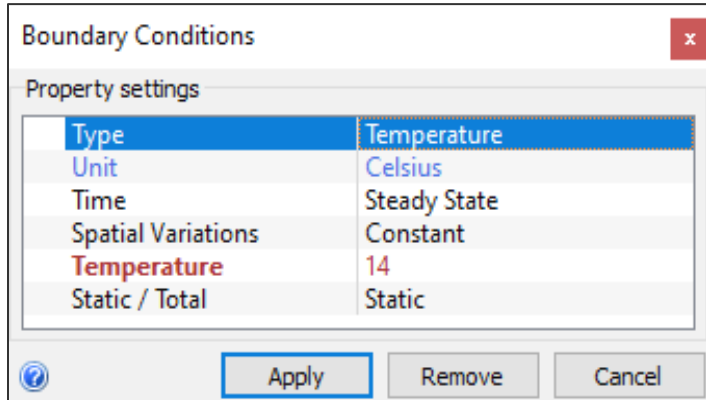 Boundary Conditions
x
Property settings
Type Temperature
Unit Celsius
Time Steady State
Spatial Variations Constant
Temperature 14
Static / Total Static
? Apply Remove Cancel